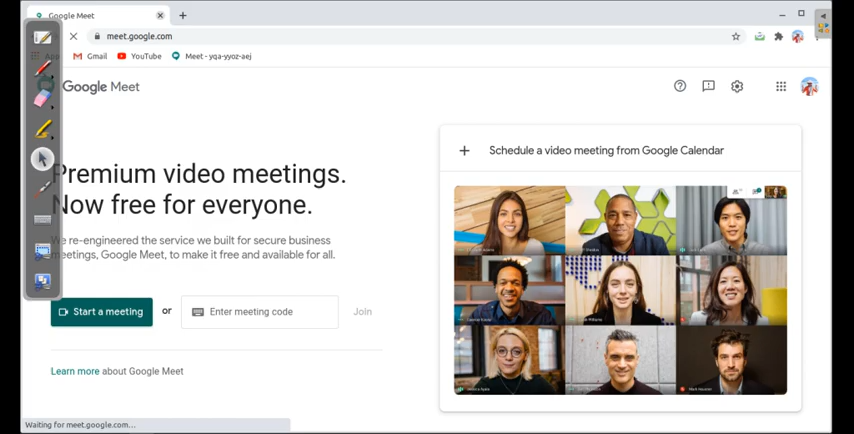 Google Meet
meet.google.com
Gmail
YouTube
Meet - yqa-yyoz-aej
Google Meet
Schedule a video meeting from Google Calendar
Premium video meetings.
Now free for everyone.
We re-engineered the service we built for secure business
meetings, Google Meet, to make it free and available for all.
Start a meeting
or
Enter meeting code
Join
Learn more about Google Meet
Waiting for meet.google.com...